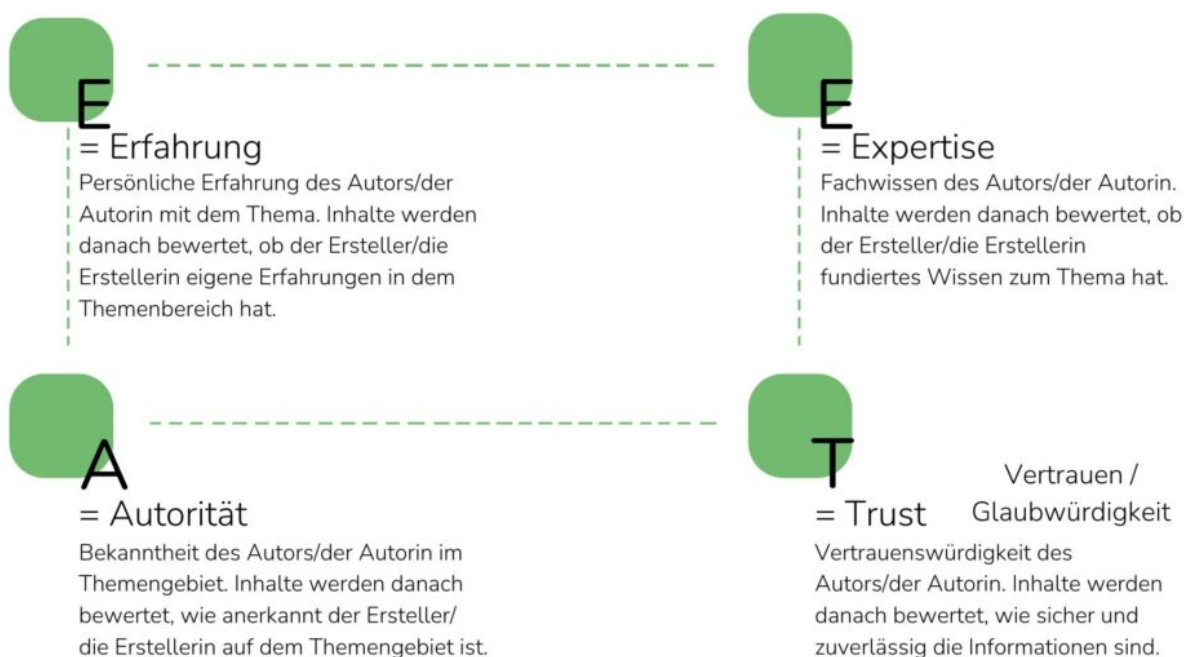 E
= Erfahrung
Persönliche Erfahrung des Autors/der
Autorin mit dem Thema. Inhalte werden
danach bewertet, ob der Ersteller/die
Erstellerin eigene Erfahrungen in dem
Themenbereich hat.
E
= Expertise
Fachwissen des Autors/der Autorin.
Inhalte werden danach bewertet, ob
der Ersteller/die Erstellerin
fundiertes Wissen zum Thema hat.
A
= Autorität
Bekanntheit des Autors/der Autorin im
Themengebiet. Inhalte werden danach
bewertet, wie anerkannt der Ersteller/
die Erstellerin auf dem Themengebiet ist.
T
= Trust
Vertrauen /
Glaubwürdigkeit
Vertrauenswürdigkeit des
Autors/der Autorin. Inhalte werden
danach bewertet, wie sicher und
zuverlässig die Informationen sind.